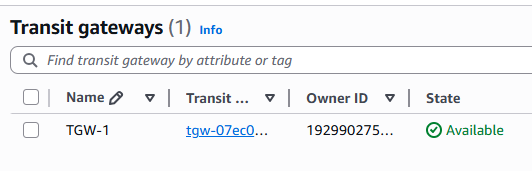 Transit gateways (1) Info
Find transit gateway by attribute or tag
Name Transit ... Owner ID State
TGW-1 tgw-07ec0... 192990275... Available